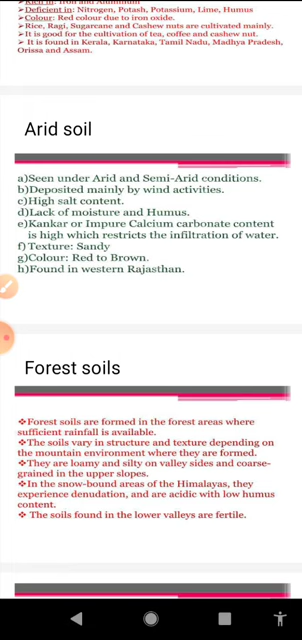 ➢Rich in: Iron and Aluminum
➢Deficient in: Nitrogen, Potash, Potassium, Lime, Humus
➢Colour: Red colour due to iron oxide.
➢Rice, Ragi, Sugarcane and Cashew nuts are cultivated mainly.
➢It is good for the cultivation of tea, coffee and cashew nut.
➢ It is found in Kerala, Karnataka, Tamil Nadu, Madhya Pradesh,
Orissa and Assam.
Arid soil
a)Seen under Arid and Semi-Arid conditions.
b)Deposited mainly by wind activities.
c)High salt content.
d)Lack of moisture and Humus.
e)Kankar or Impure Calcium carbonate content
is high which restricts the infiltration of water.
f)Texture: Sandy
g)Colour: Red to Brown.
h)Found in western Rajasthan.
Forest soils
❖Forest soils are formed in the forest areas where
sufficient rainfall is available.
❖The soils vary in structure and texture depending on
the mountain environment where they are formed.
❖They are loamy and silty on valley sides and coarse-
grained in the upper slopes.
❖In the snow-bound areas of the Himalayas, they
experience denudation, and are acidic with low humus
content.
❖ The soils found in the lower valleys are fertile.